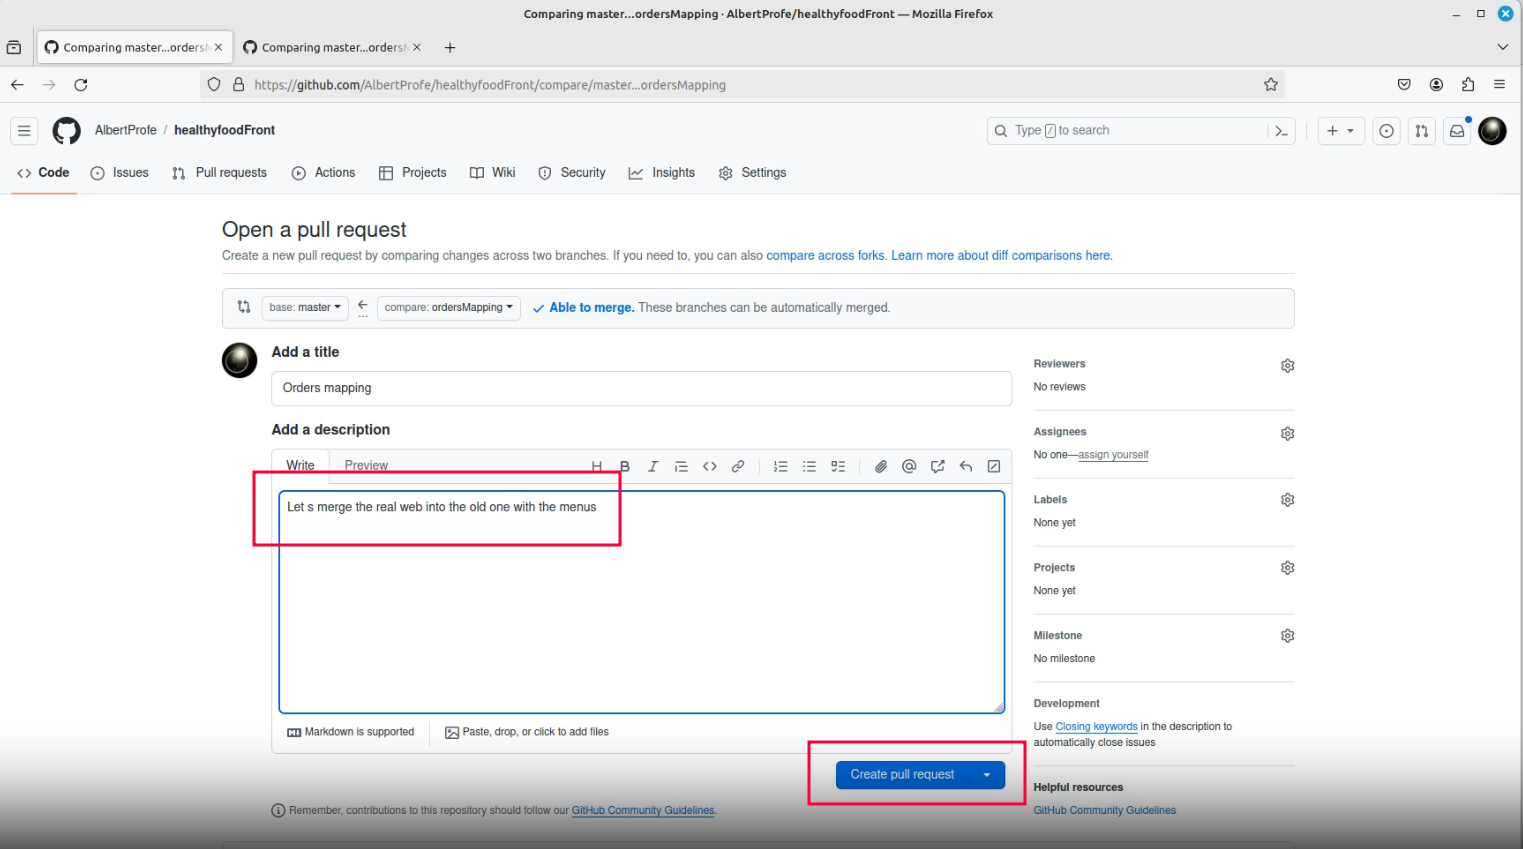 Comparing master...ordersMapping · AlbertProfe/healthyfoodFront — Mozilla Firefox
Comparing master...orders
Comparing master...orders
https://github.com/AlbertProfe/healthyfoodFront/compare/master...ordersMapping
AlbertProfe / healthyfoodFront
Type / to search
Code Issues Pull requests Actions Projects Wiki Security Insights Settings
Open a pull request
Create a new pull request by comparing changes across two branches. If you need to, you can also compare across forks. Learn more about diff comparisons here.
base: master ... compare: ordersMapping Able to merge. These branches can be automatically merged.
Add a title
Orders mapping
Add a description
Write Preview
Let s merge the real web into the old one with the menus
Markdown is supported
Paste, drop, or click to add files
Create pull request
Remember, contributions to this repository should follow our GitHub Community Guidelines.
Reviewers
No reviews
Assignees
No one—assign yourself
Labels
None yet
Projects
None yet
Milestone
No milestone
Development
Use Closing keywords in the description to
automatically close issues
Helpful resources
GitHub Community Guidelines